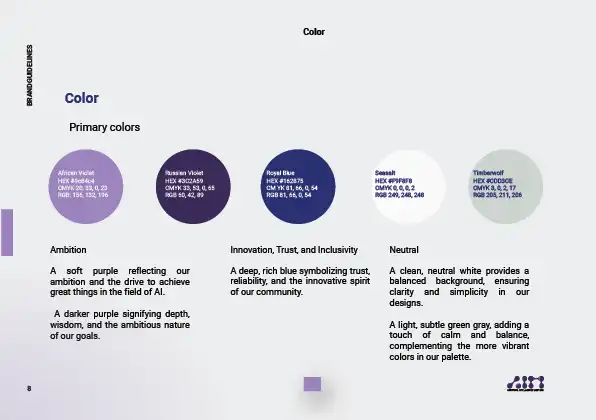 Color
BRAND GUIDELINES
Color
Primary colors
African Violet
HEX #9c84c4
CMYK 20, 33, 0, 23
RGB; 156, 132, 196
Russian Violet
HEX #3C2A59
CMYK 33, 53, 0, 65
RGB 60, 42, 89
Royal Blue
HEX #162875
CM YK 81, 66, 0, 54
RGB 81, 66, 0, 54
Seasalt
HEX #F9F8F8
CMYK 0, 0, 0, 2
RGB 249, 248, 248
Timberwolf
HEX #CDD3CE
CMYK 3, 0, 2, 17
RGB 205, 211, 206
Ambition
A soft purple reflecting our
ambition and the drive to achieve
great things in the field of AI.
A darker purple signifying depth,
wisdom, and the ambitious nature
of our goals.
Innovation, Trust, and Inclusivity
A deep, rich blue symbolizing trust,
reliability, and the innovative spirit
of our community.
Neutral
A clean, neutral white provides a
balanced background, ensuring
clarity and simplicity in our
designs.
A light, subtle green gray, adding a
touch of calm and balance,
complementing the more vibrant
colors in our palette.
8